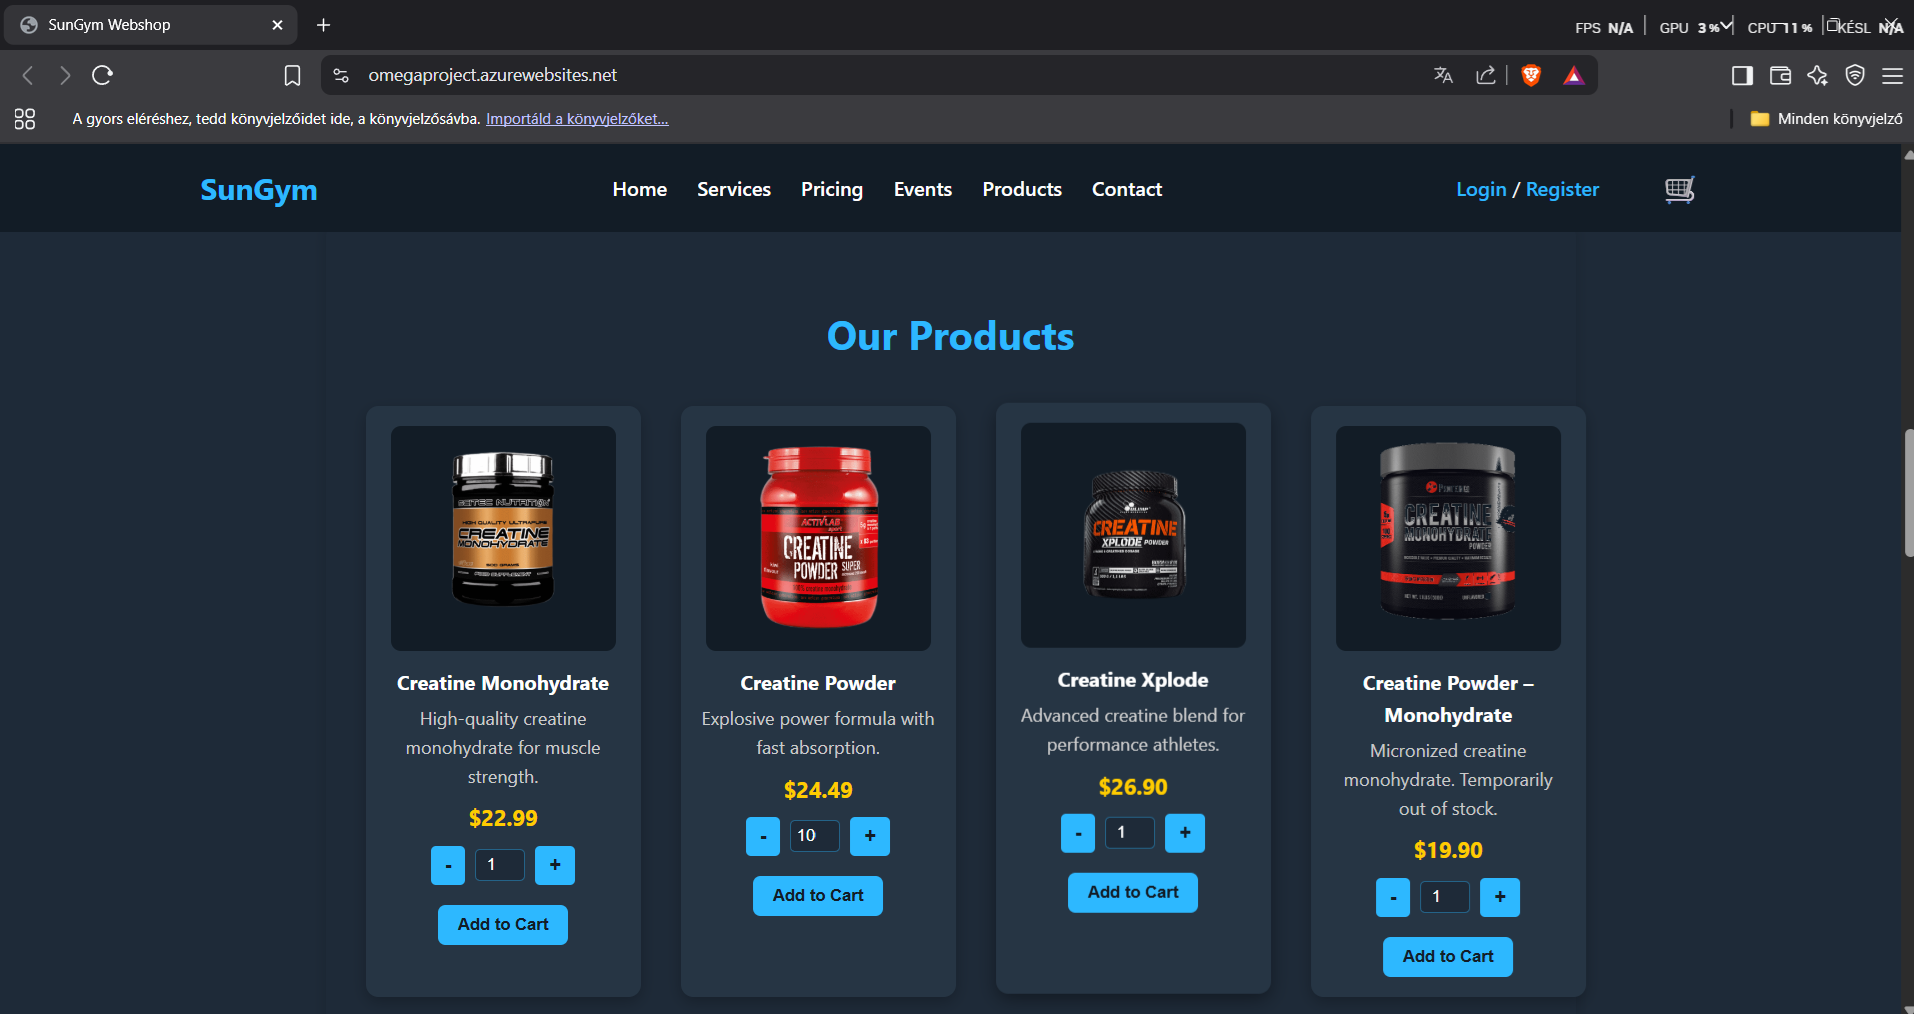 SunGym Webshop
FPS N/A GPU 3% CPU 11% KÉSL N/A
omegaproject.azurewebsites.net
A gyors eléréshez, tedd könyvjelzőidet ide, a könyvjelzősávba. Importáld a könyvjelzőket...
Minden könyvjelző
SunGym
Home Services Pricing Events Products Contact
Login / Register
Our Products
SCITEC NUTRITION
HIGH QUALITY ULTRAPURE
CREATINE
MONOHYDRATE
FOOD SUPPLEMENT
Creatine Monohydrate
High-quality creatine
monohydrate for muscle
strength.
$22.99
- 1 +
Add to Cart
ACTIVLAB
sport
CREATINE
POWDER SUPER
Creatine Powder
Explosive power formula with
fast absorption.
$24.49
- 10 +
Add to Cart
OLIMP
CREATINE
XPLODE POWDER
Creatine Xplode
Advanced creatine blend for
performance athletes.
$26.90
- 1 +
Add to Cart
CREATINE
MONOHYDRATE
POWDER
Creatine Powder –
Monohydrate
Micronized creatine
monohydrate. Temporarily
out of stock.
$19.90
- 1 +
Add to Cart